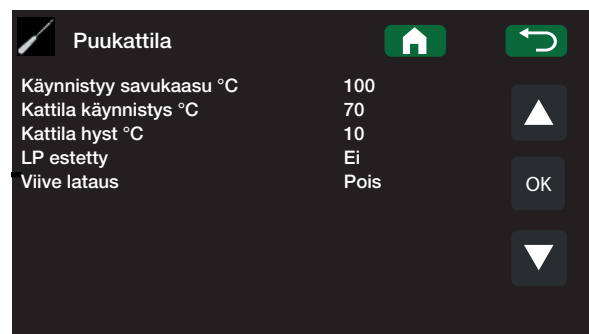 Puukattila
Käynnistyy savukaasu °C 100
Kattila käynnistys °C 70
Kattila hyst °C 10
LP estetty Ei
Viive lataus Pois
OK